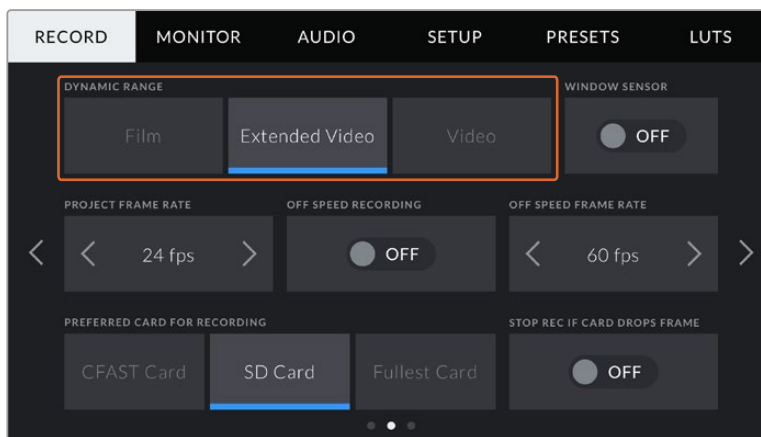 RECORD MONITOR AUDIO SETUP PRESETS LUTS
DYNAMIC RANGE WINDOW SENSOR
Film Extended Video Video OFF
PROJECT FRAME RATE OFF SPEED RECORDING OFF SPEED FRAME RATE
24 fps OFF 60 fps
PREFERRED CARD FOR RECORDING STOP REC IF CARD DROPS FRAME
CFAST Card SD Card Fullest Card OFF